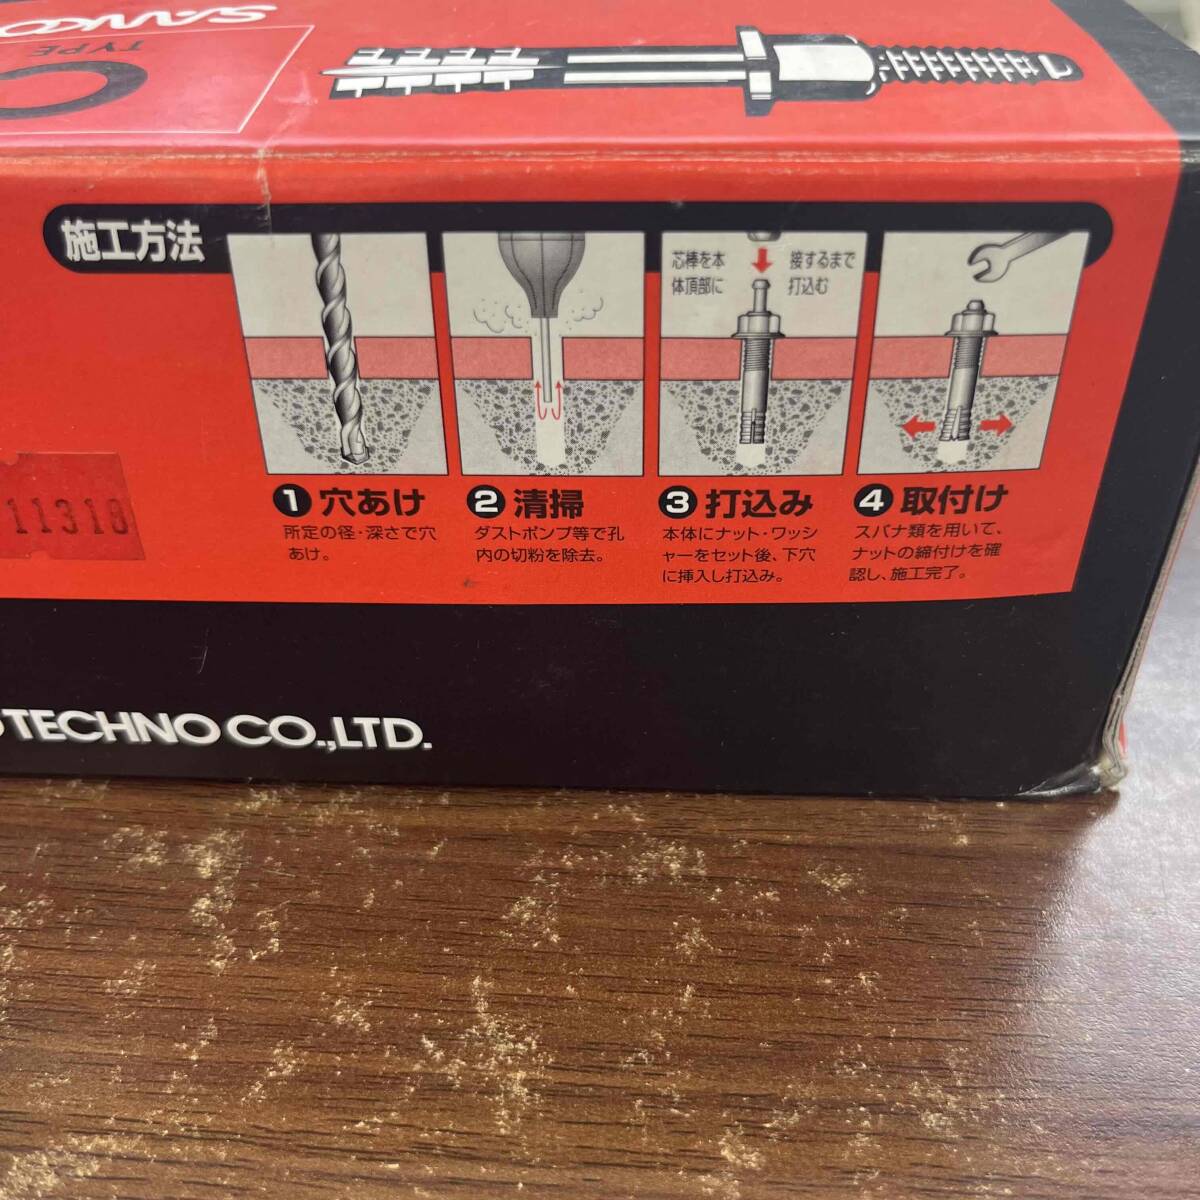 SANKO
TYPE
C
施工方法
芯棒を本
体頂部に
接するまで
打込む
1 穴あけ
所定の径・深さで穴
あけ。
2 清掃
ダストポンプ等で孔
内の切粉を除去。
3 打込み
本体にナット・ワッシ
ャーをセット後、下穴
に挿入し打込み。
4 取付け
スパナ類を用いて、
ナットの締付けを確
認し、施工完了。
11310
TECHNO CO.,LTD.